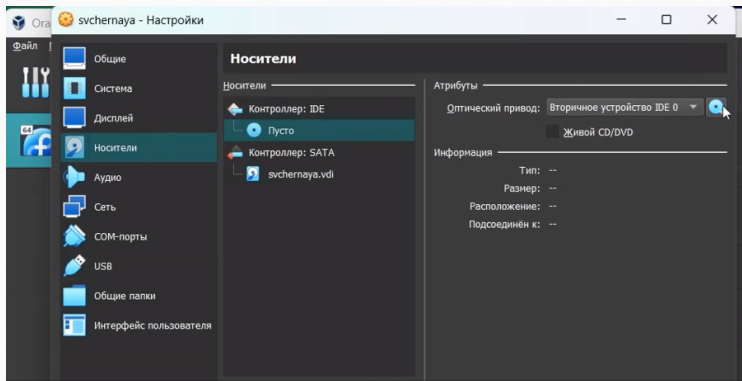 Ora
svchernaya - Настройки
Файл
64
Общие
Система
Дисплей
Носители
Аудио
Сеть
COM-порты
USB
Общие папки
Интерфейс пользователя
Носители
Носители
Контроллер: IDE
Пусто
Контроллер: SATA
svchernaya.vdi
Атрибуты
Оптический привод: Вторичное устройство IDE 0
Живой CD/DVD
Информация
Тип: --
Размер: --
Расположение: --
Подсоединён к: --